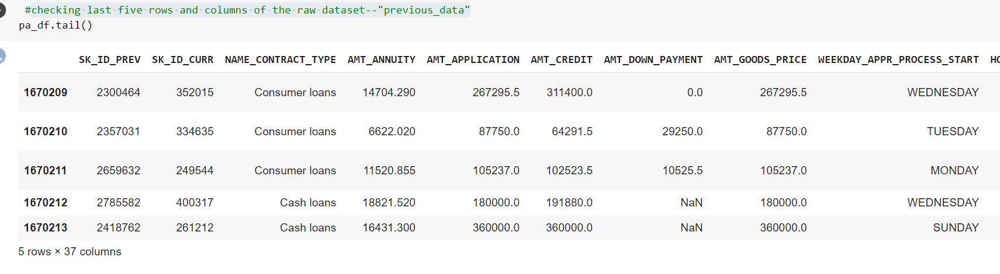 #checking last five rows and columns of the raw dataset--"previous_data"
pa_df.tail()
SK_ID_PREV SK_ID_CURR NAME_CONTRACT_TYPE AMT_ANNUITY AMT_APPLICATION AMT_CREDIT AMT_DOWN_PAYMENT AMT_GOODS_PRICE WEEKDAY_APPR_PROCESS_START HO
1670209 2300464 352015 Consumer loans 14704.290 267295.5 311400.0 0.0 267295.5 WEDNESDAY
1670210 2357031 334635 Consumer loans 6622.020 87750.0 64291.5 29250.0 87750.0 TUESDAY
1670211 2659632 249544 Consumer loans 11520.855 105237.0 102523.5 10525.5 105237.0 MONDAY
1670212 2785582 400317 Cash loans 18821.520 180000.0 191880.0 NaN 180000.0 WEDNESDAY
1670213 2418762 261212 Cash loans 16431.300 360000.0 360000.0 NaN 360000.0 SUNDAY
5 rows × 37 columns